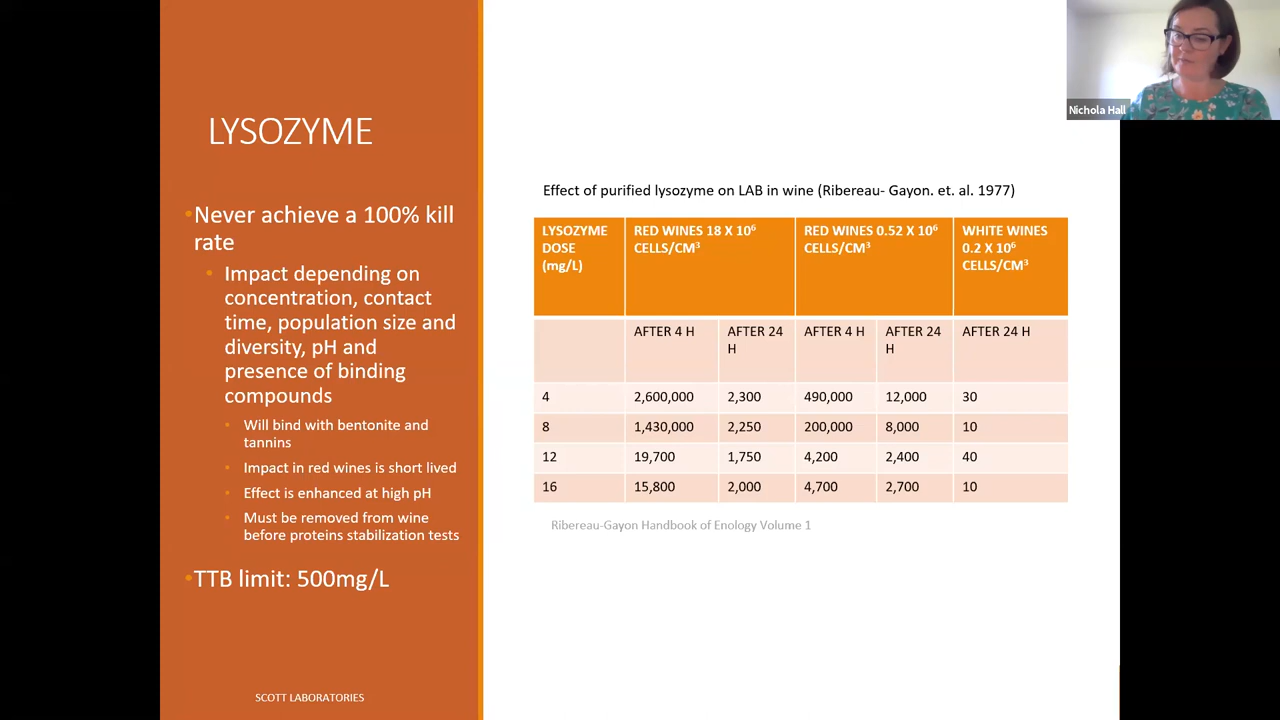 LYSOZYME
•Never achieve a 100% kill
rate
• Impact depending on
concentration, contact
time, population size and
diversity, pH and
presence of binding
compounds
• Will bind with bentonite and
tannins
• Impact in red wines is short lived
• Effect is enhanced at high pH
• Must be removed from wine
before proteins stabilization tests
•TTB limit: 500mg/L
SCOTT LABORATORIES
Effect of purified lysozyme on LAB in wine (Ribereau- Gayon. et. al. 1977)
LYSOZYME DOSE (mg/L) RED WINES 18 X 10⁶ CELLS/CM³ RED WINES 0.52 X 10⁶ CELLS/CM³ WHITE WINES 0.2 X 10⁶ CELLS/CM³
AFTER 4 H AFTER 24 H AFTER 4 H AFTER 24 H AFTER 24 H
4 2,600,000 2,300 490,000 12,000 30
8 1,430,000 2,250 200,000 8,000 10
12 19,700 1,750 4,200 2,400 40
16 15,800 2,000 4,700 2,700 10
Ribereau-Gayon Handbook of Enology Volume 1
Nichola Hall